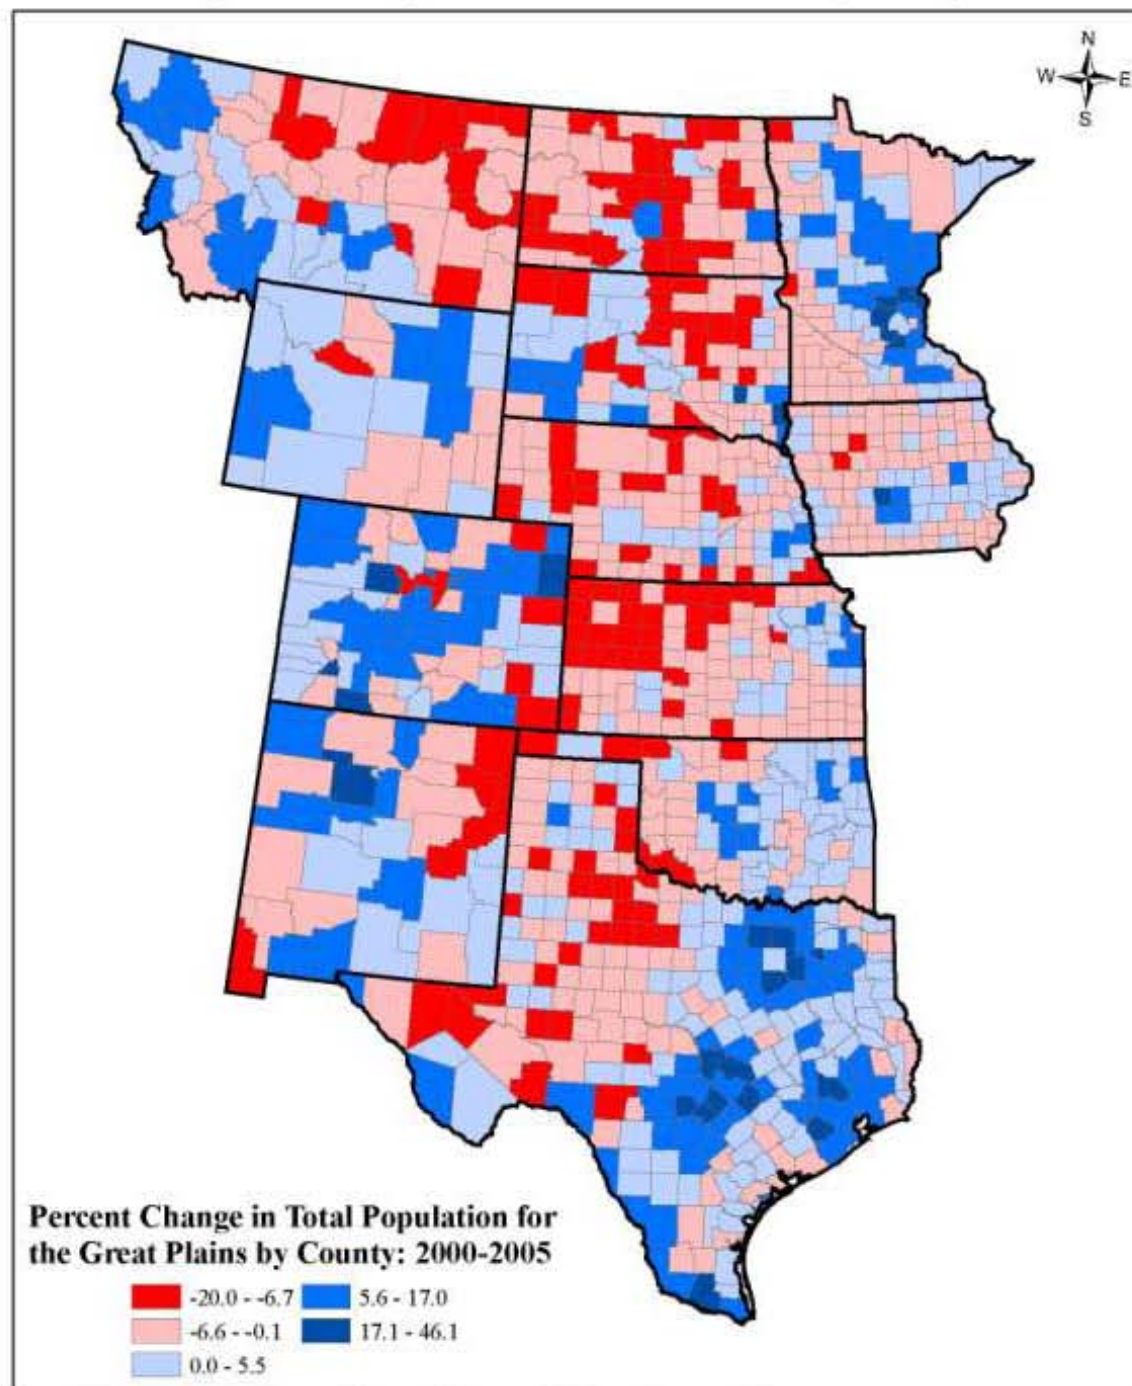 N
W E
S
Percent Change in Total Population for
the Great Plains by County: 2000-2005
-20.0 - -6.7 5.6 - 17.0
-6.6 - -0.1 17.1 - 46.1
0.0 - 5.5